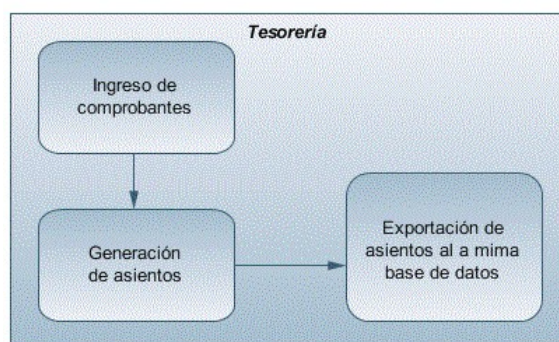 Tesorería
Ingreso de
comprobantes
Generación
de asientos
Exportación de
asientos al a mima
base de datos